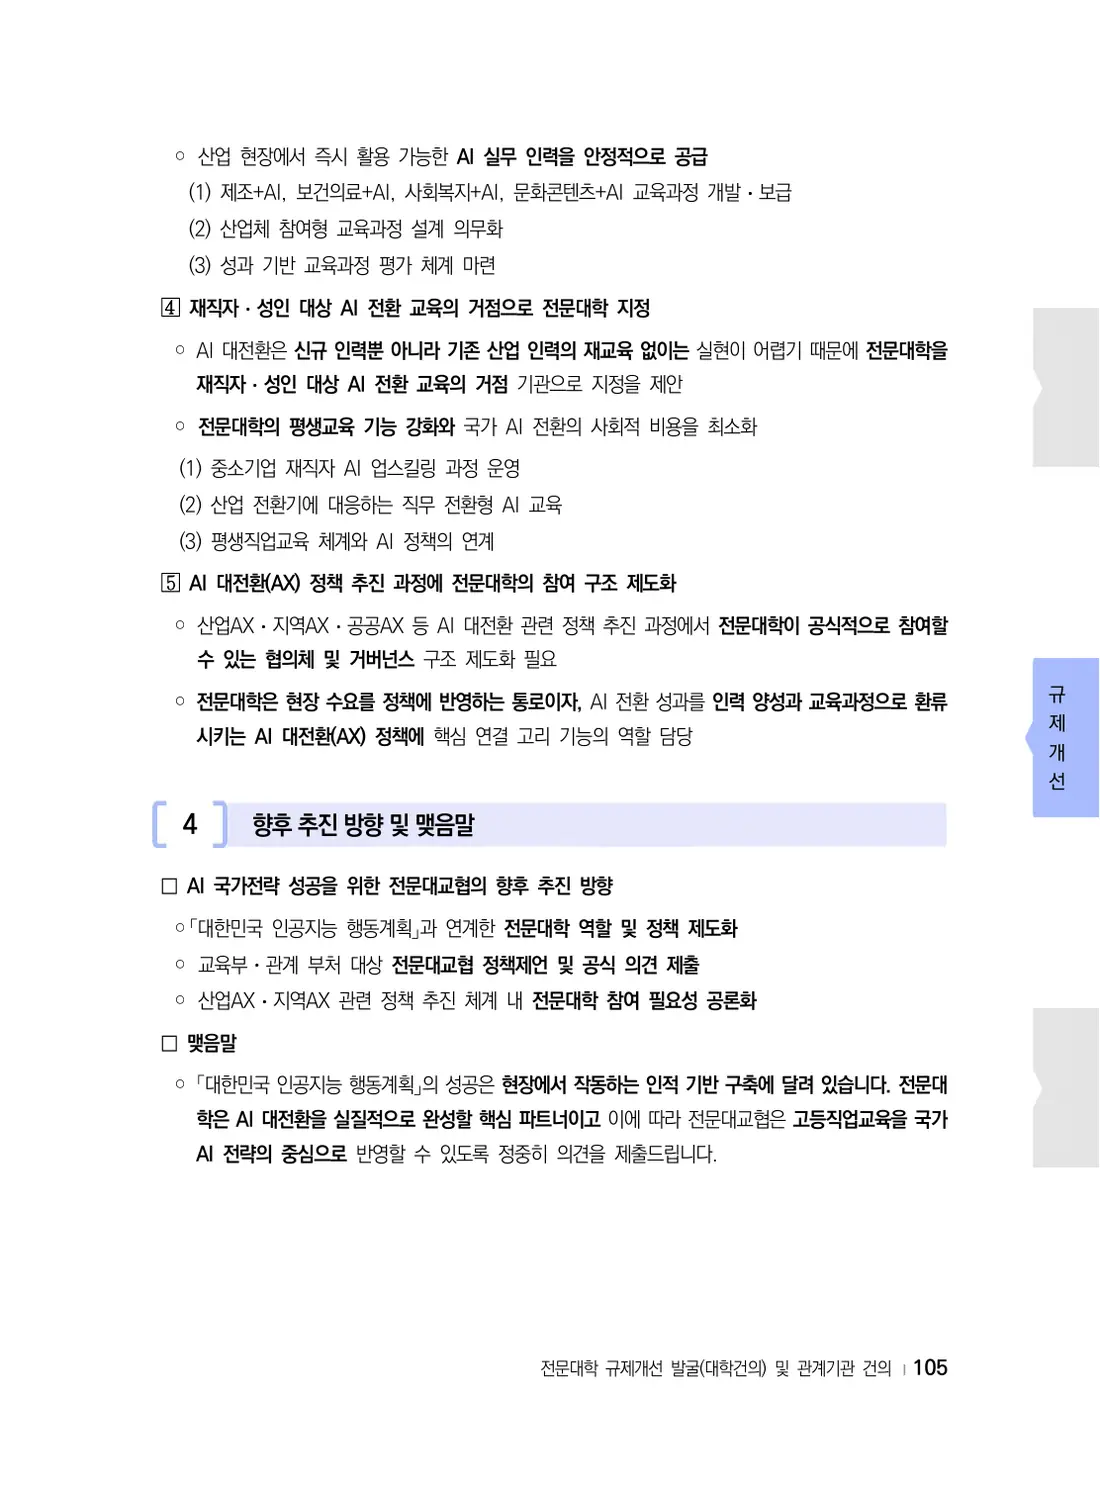 ○ 산업 현장에서 즉시 활용 가능한 AI 실무 인력을 안정적으로 공급
(1) 제조+AI, 보건의료+AI, 사회복지+AI, 문화콘텐츠+AI 교육과정 개발·보급
(2) 산업체 참여형 교육과정 설계 의무화
(3) 성과 기반 교육과정 평가 체계 마련
4 재직자·성인 대상 AI 전환 교육의 거점으로 전문대학 지정
○ AI 대전환은 신규 인력뿐 아니라 기존 산업 인력의 재교육 없이는 실현이 어렵기 때문에 전문대학을
재직자·성인 대상 AI 전환 교육의 거점 기관으로 지정을 제안
○ 전문대학의 평생교육 기능 강화와 국가 AI 전환의 사회적 비용을 최소화
(1) 중소기업 재직자 AI 업스킬링 과정 운영
(2) 산업 전환기에 대응하는 직무 전환형 AI 교육
(3) 평생직업교육 체계와 AI 정책의 연계
5 AI 대전환(AX) 정책 추진 과정에 전문대학의 참여 구조 제도화
○ 산업AX·지역AX·공공AX 등 AI 대전환 관련 정책 추진 과정에서 전문대학이 공식적으로 참여할
수 있는 협의체 및 거버넌스 구조 제도화 필요
○ 전문대학은 현장 수요를 정책에 반영하는 통로이자, AI 전환 성과를 인력 양성과 교육과정으로 환류
시키는 AI 대전환(AX) 정책에 핵심 연결 고리 기능의 역할 담당
4 향후 추진 방향 및 맺음말
□ AI 국가전략 성공을 위한 전문대교협의 향후 추진 방향
○「대한민국 인공지능 행동계획」과 연계한 전문대학 역할 및 정책 제도화
○ 교육부·관계 부처 대상 전문대교협 정책제언 및 공식 의견 제출
○ 산업AX·지역AX 관련 정책 추진 체계 내 전문대학 참여 필요성 공론화
□ 맺음말
○ 「대한민국 인공지능 행동계획」의 성공은 현장에서 작동하는 인적 기반 구축에 달려 있습니다. 전문대
학은 AI 대전환을 실질적으로 완성할 핵심 파트너이고 이에 따라 전문대교협은 고등직업교육을 국가
AI 전략의 중심으로 반영할 수 있도록 정중히 의견을 제출드립니다.
규
제
개
선
전문대학 규제개선 발굴(대학건의) 및 관계기관 건의 | 105